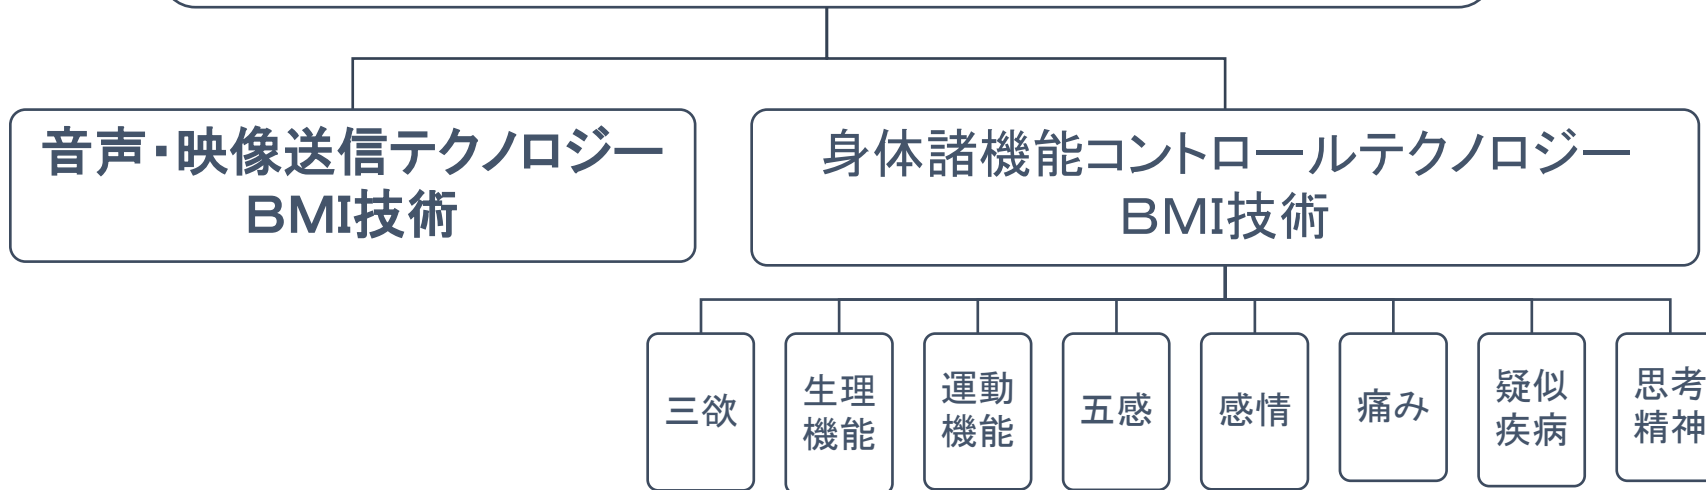 音声・映像送信テクノロジー
BMI技術
身体諸機能コントロールテクノロジー
BMI技術
三欲
生理
機能
運動
機能
五感
感情
痛み
疑似
疾病
思考
精神